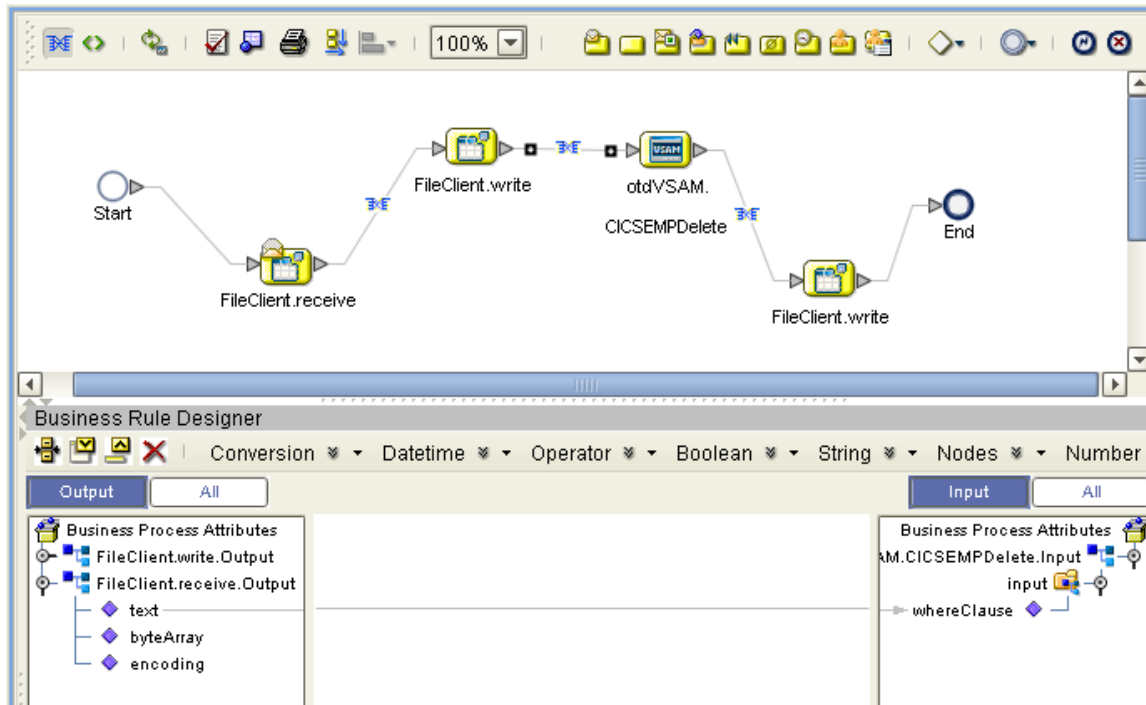 100%
FileClient.write
VSAM
otdVSAM.
Start
CICSEMPDelete
End
FileClient.receive
FileClient.write
Business Rule Designer
Conversion Datetime Operator Boolean String Nodes Number
Output All Input All
Business Process Attributes Business Process Attributes
FileClient.write.Output AM.CICSEMPDelete.Input
FileClient.receive.Output input
text whereClause
byteArray
encoding